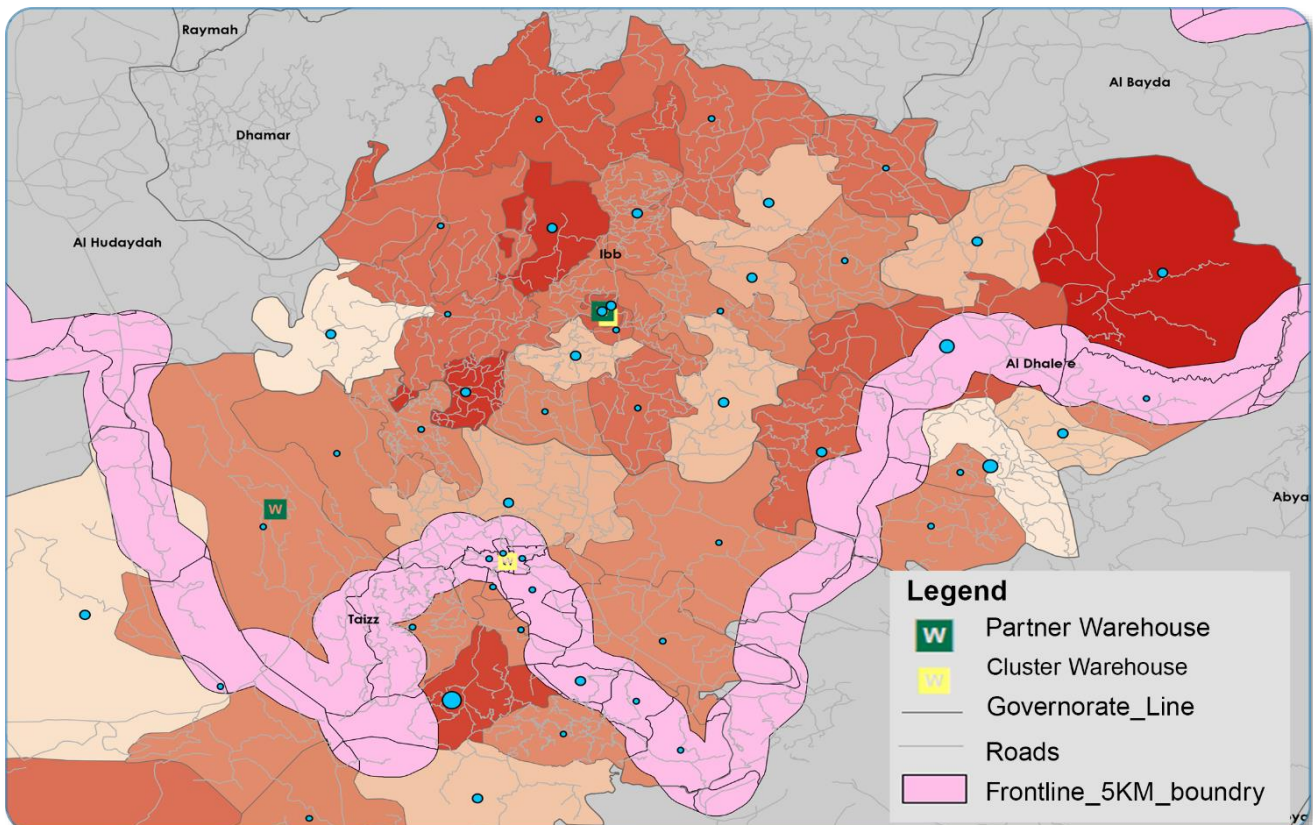 Raymah
Al Bayda
Dhamar
Al Hudaydah
Ibb
Al Dhale'e
W
Abya
W
Taizz
Legend
W Partner Warehouse
W Cluster Warehouse
Governorate_Line
Roads
Frontline_5KM_boundry